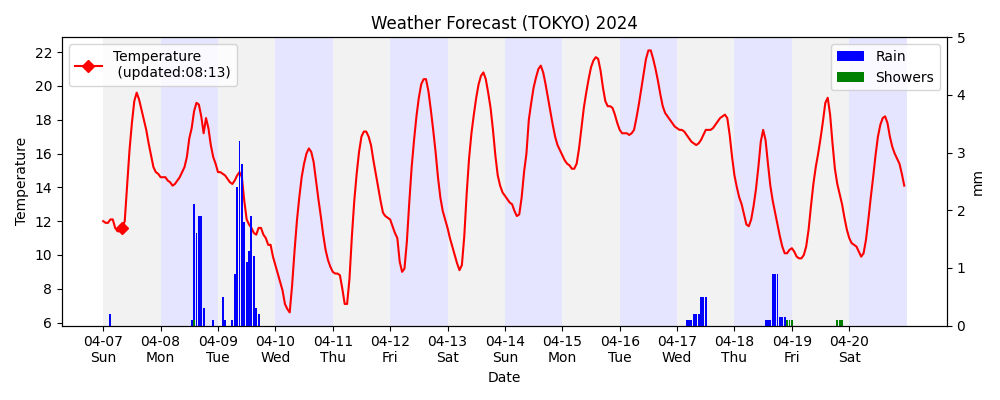 Weather Forecast (TOKYO) 2024
Temperature
(updated:08:13)
Rain
Showers
Temperature
22
20
18
16
14
12
10
8
6
5
4
3
2
1
0
mm
04-07 04-08 04-09 04-10 04-11 04-12 04-13 04-14 04-15 04-16 04-17 04-18 04-19 04-20
Sun Mon Tue Wed Thu Fri Sat Sun Mon Tue Wed Thu Fri Sat
Date